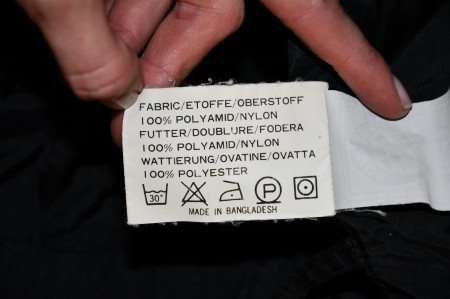 FABRIC/ETOFFE/OBERSTOFF
100% POLYAMID/NYLON
FUTTER/DOUBLURE/FODERA
100% POLYAMID/NYLON
WATTIERUNG/OVATINE/OVATTA
100% POLYESTER
30° P
MADE IN BANGLADESH